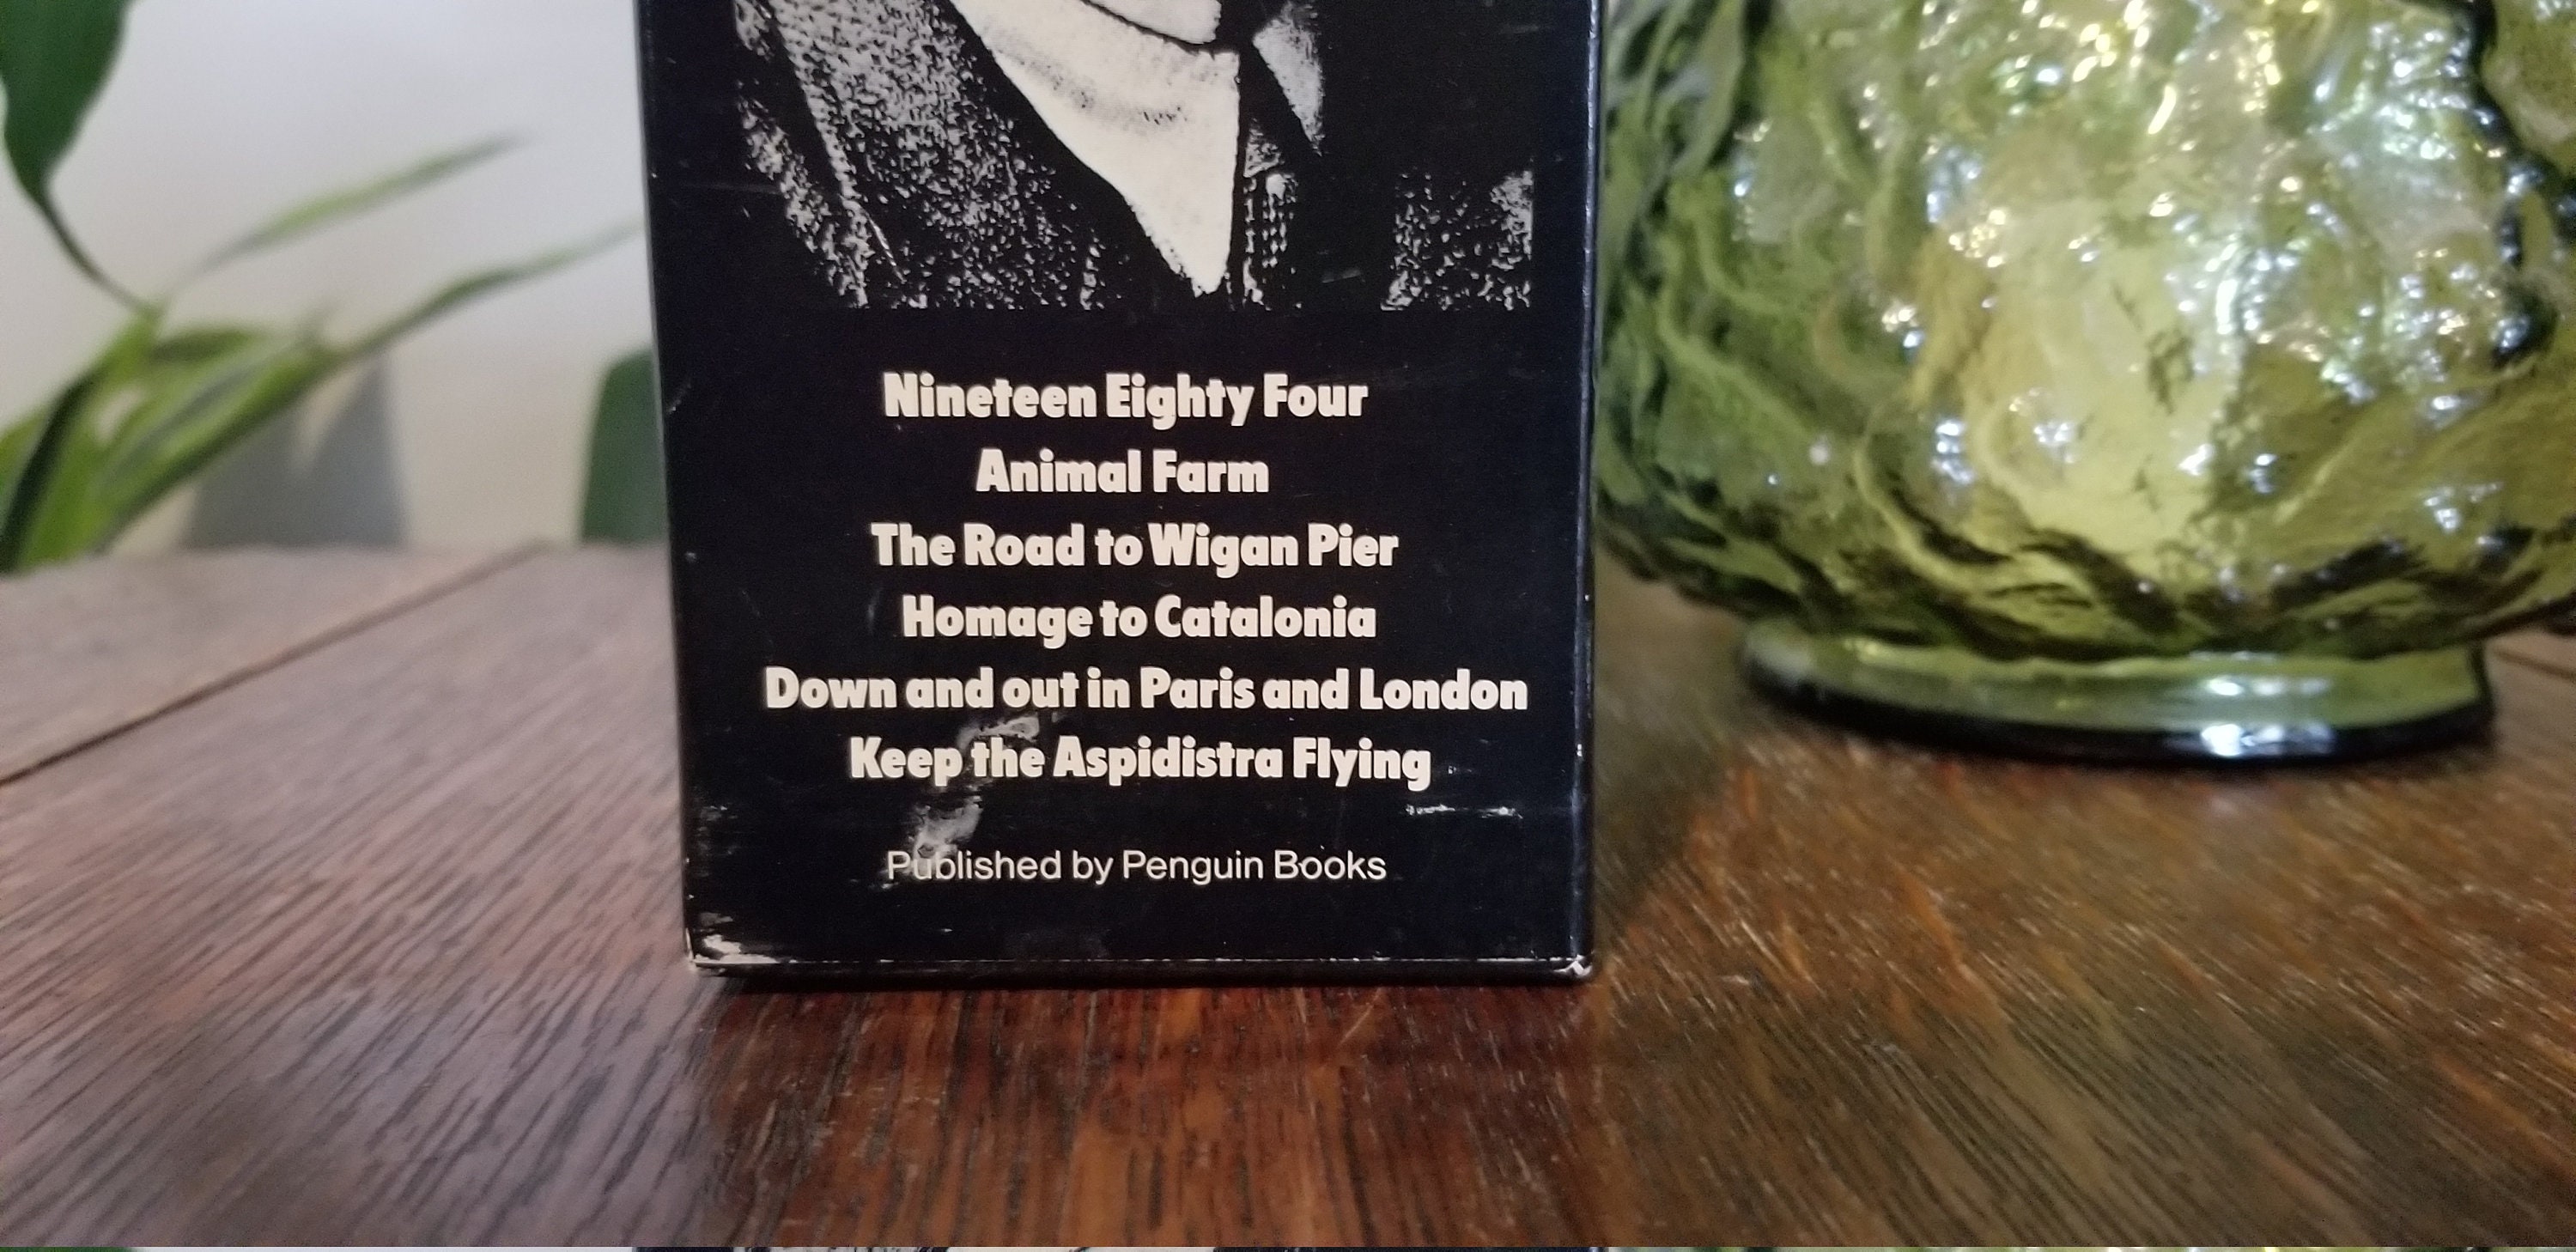 Nineteen Eighty Four
Animal Farm
The Road to Wigan Pier
Homage to Catalonia
Down and out in Paris and London
Keep the Aspidistra Flying
Published by Penguin Books